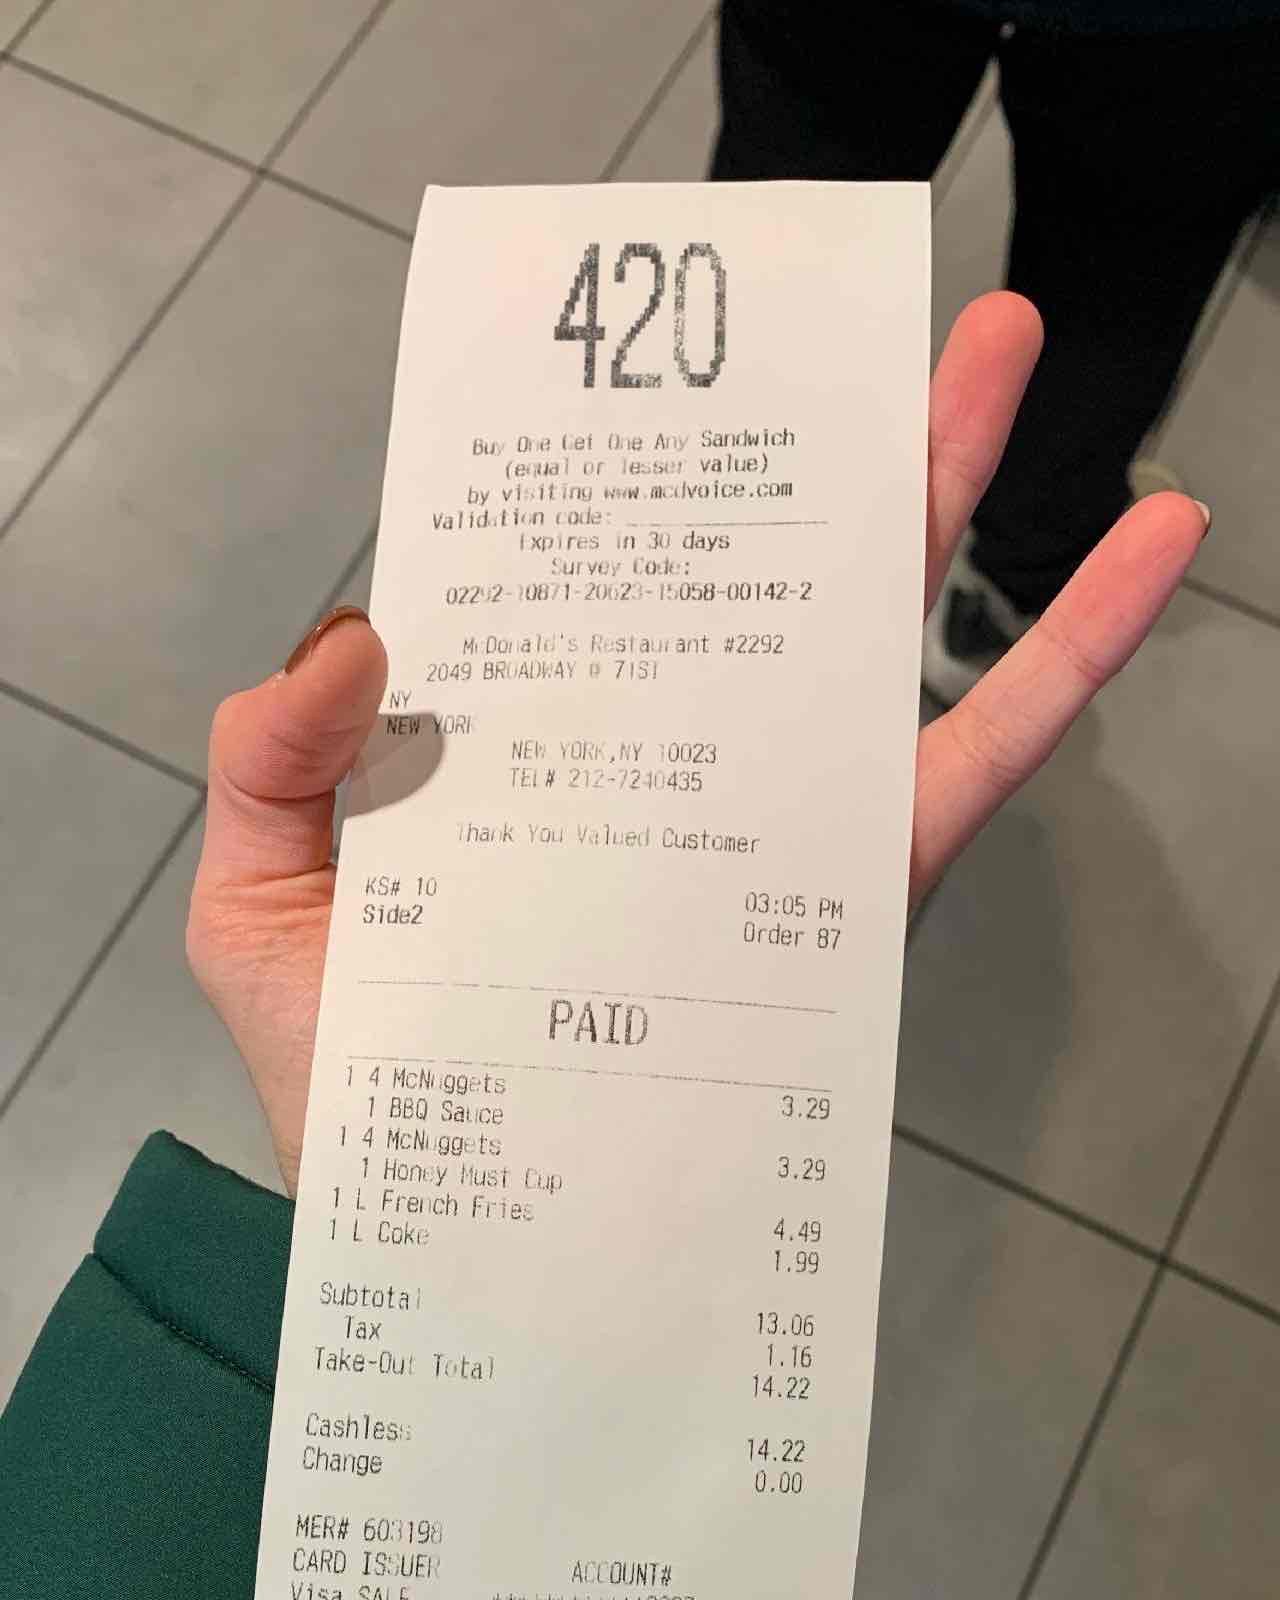 420
Buy One Get One Any Sandwich
(equal or lesser value)
by visiting www.mcdvoice.com
Validation code:
Expires in 30 days
Survey Code:
02292-10871-20623-15058-00142-2
McDonald's Restaurant #2292
2049 BROADWAY @ 71ST
NY
NEW YORK
NEW YORK,NY 10023
TEL# 212-7240435
Thank You Valued Customer
KS# 10 03:05 PM
Side2 Order 87
PAID
1 4 McNuggets 3.29
1 BBQ Sauce
1 4 McNuggets 3.29
1 Honey Must Cup
1 L French Fries 4.49
1 L Coke 1.99
Subtotal 13.06
Tax 1.16
Take-Out Total 14.22
Cashless 14.22
Change 0.00
MER# 603198
CARD ISSUER ACCOUNT#
Visa SALE